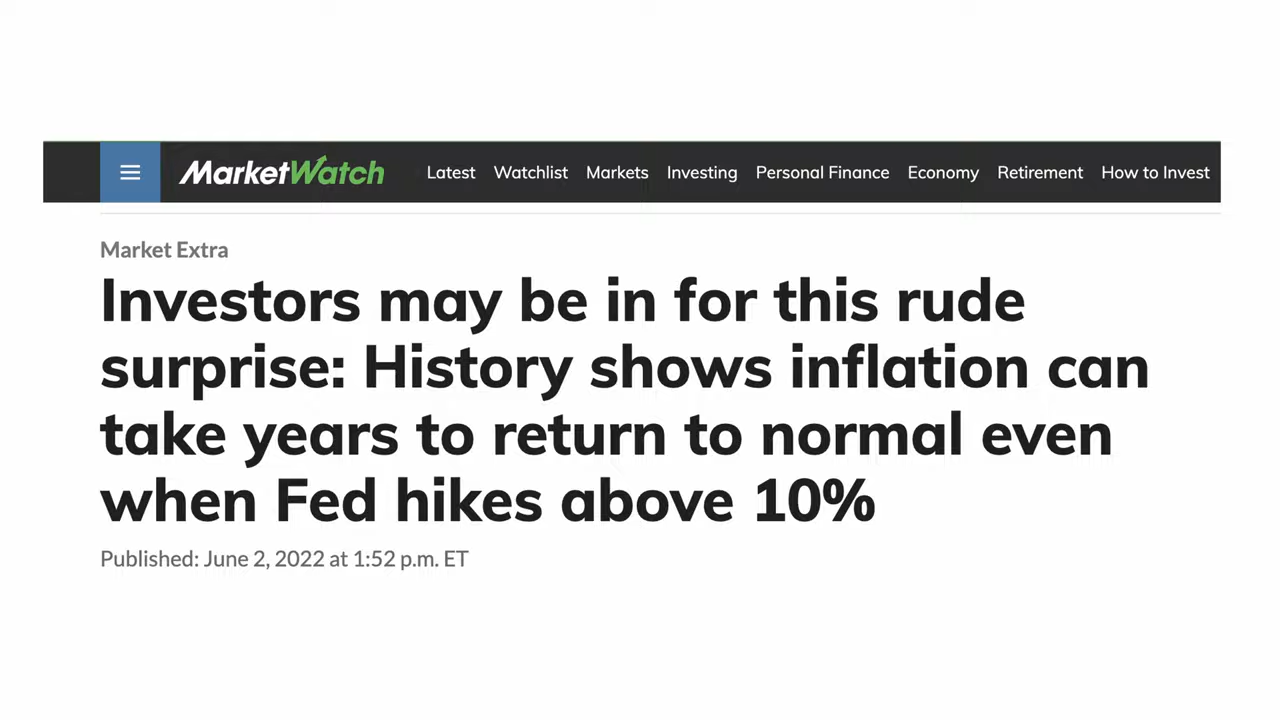 MarketWatch Latest Watchlist Markets Investing Personal Finance Economy Retirement How to Invest
Market Extra
Investors may be in for this rude
surprise: History shows inflation can
take years to return to normal even
when Fed hikes above 10%
Published: June 2, 2022 at 1:52 p.m. ET